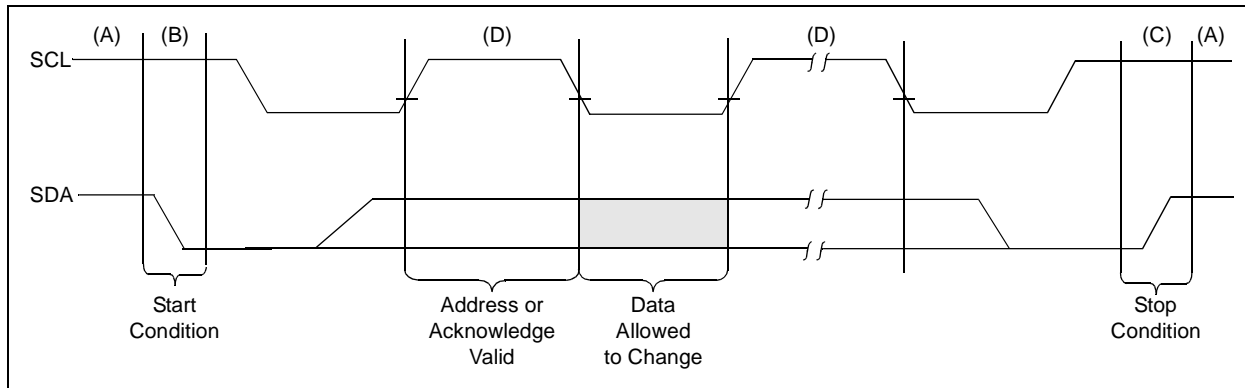 (A) (B) (D) (D) (C) (A)
SCL
SDA
Start
Condition
Address or
Acknowledge
Valid
Data
Allowed
to Change
Stop
Condition